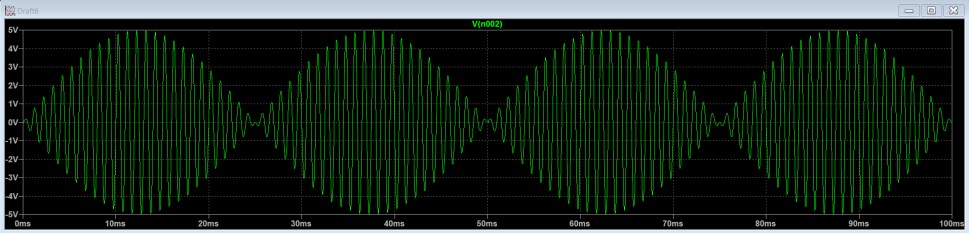 Draft6
V(n002)
5V
4V
3V
2V
1V
0V
-1V
-2V
-3V
-4V
-5V
0ms 10ms 20ms 30ms 40ms 50ms 60ms 70ms 80ms 90ms 100ms